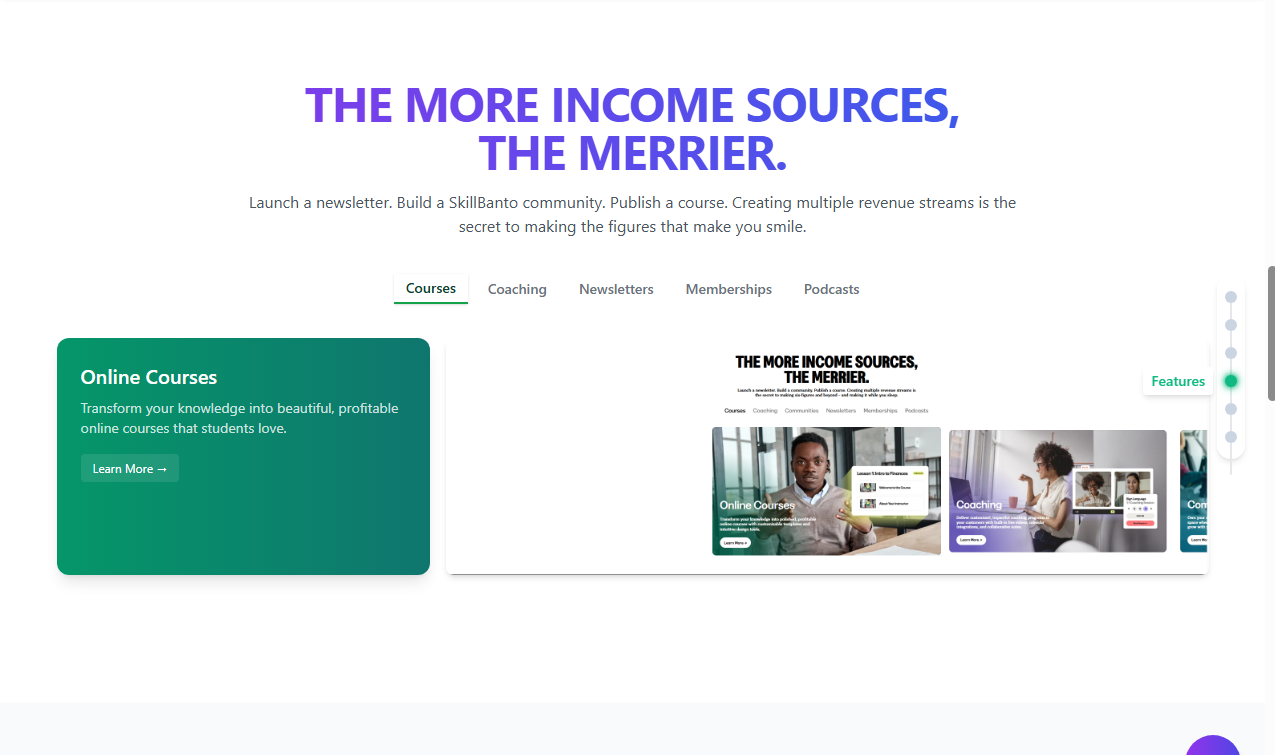 THE MORE INCOME SOURCES,
THE MERRIER.
Launch a newsletter. Build a SkillBanto community. Publish a course. Creating multiple revenue streams is the
secret to making the figures that make you smile.
Courses
Coaching
Newsletters
Memberships
Podcasts
Online Courses
Transform your knowledge into beautiful, profitable
online courses that students love.
Learn More →
THE MORE INCOME SOURCES,
THE MERRIER.
Launch a newsletter. Build a community. Publish a course. Creating multiple revenue streams is
the secret to making six-figures and beyond - and making it while you sleep.
Courses
Coaching
Communities
Newsletters
Memberships
Podcasts
Online Courses
Transform your knowledge into polished, profitable
online courses with customizable templates and
intuitive design tools.
Learn More →
Lesson 1: Intro to Finances
Welcome to the Course
About Your Instructor
Coaching
Learn More →
Com
Features